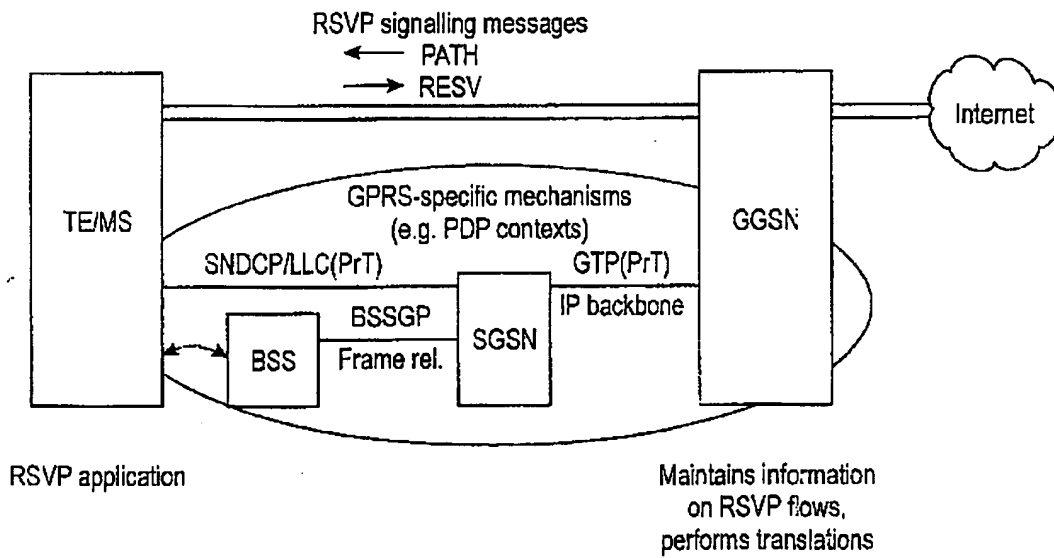 RSVP signalling messages
PATH
RESV
Internet
TE/MS
GPRS-specific mechanisms
(e.g. PDP contexts)
GGSN
SNDCP/LLC(PrT)
GTP(PrT)
BSSGP
IP backbone
SGSN
BSS
Frame rel.
RSVP application
Maintains information
on RSVP flows,
performs translations